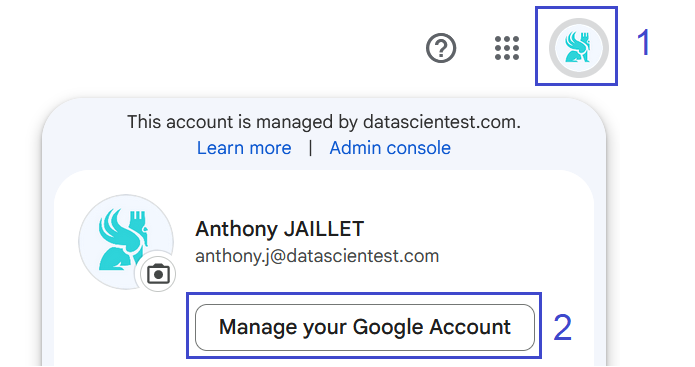 1
This account is managed by datascientest.com.
Learn more | Admin console
Anthony JAILLET
anthony.j@datascientest.com
Manage your Google Account
2